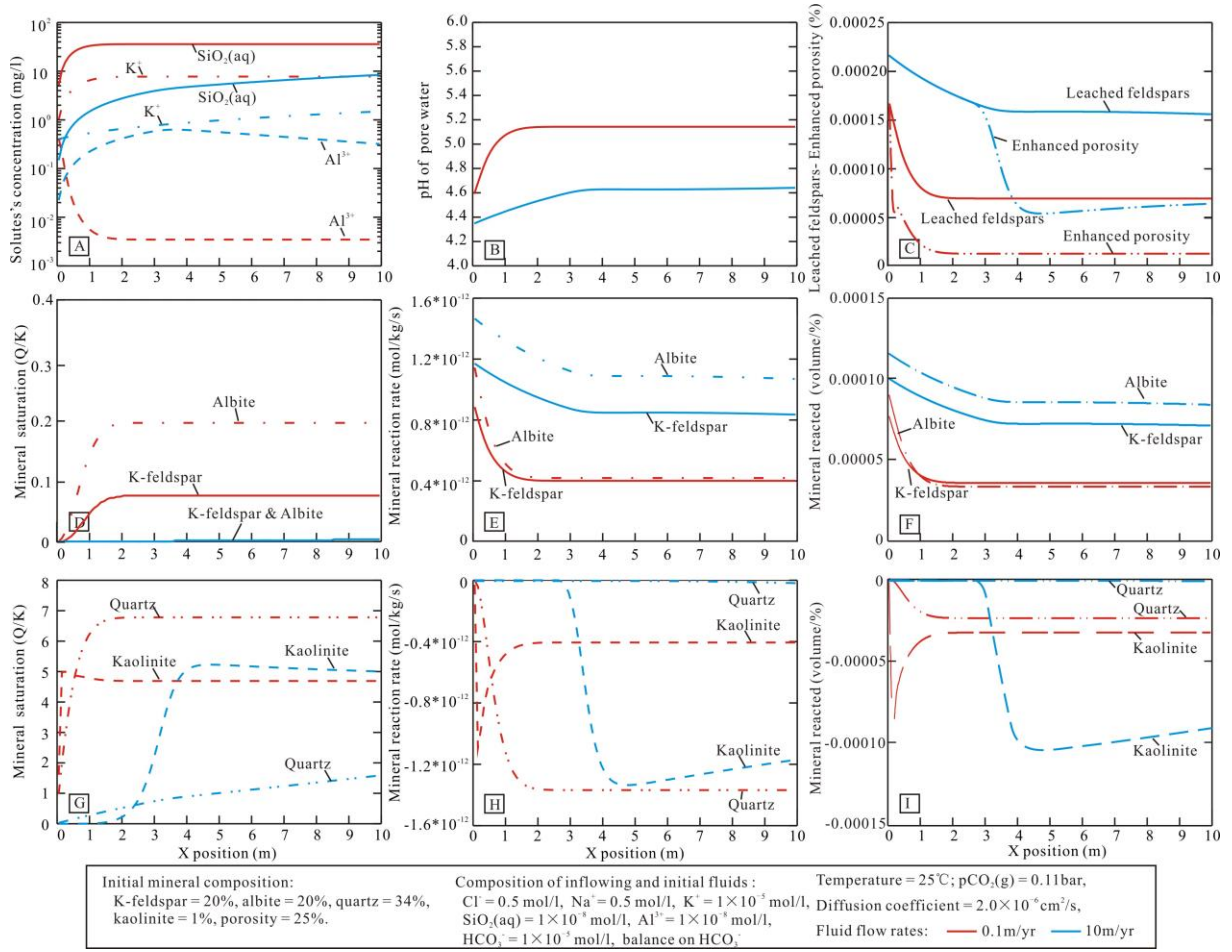 Solutes's concentration (mg/l)
10²
10
10⁰
10⁻¹
10⁻²
10⁻³
SiO₂(aq)
K⁺
SiO₂(aq)
K⁺
Al³⁺
Al³⁺
A
0 1 2 3 4 5 6 7 8 9 10
pH of pore water
6.0
5.8
5.6
5.4
5.2
5.0
4.8
4.6
4.4
4.2
4.0
B
0 1 2 3 4 5 6 7 8 9 10
Leached feldspars- Enhanced porosity (%)
0.00025
0.00020
0.00015
0.00010
0.00005
0
Leached feldspars
Enhanced porosity
Leached feldspars
Enhanced porosity
C
0 1 2 3 4 5 6 7 8 9 10
Mineral saturation (Q/K)
0.4
0.3
0.2
0.1
0
Albite
K-feldspar
K-feldspar & Albite
D
0 1 2 3 4 5 6 7 8 9 10
Mineral reaction rate (mol/kg/s)
1.6*10⁻¹²
1.2*10⁻¹²
0.8*10⁻¹²
0.4*10⁻¹²
0
Albite
K-feldspar
Albite
K-feldspar
E
0 1 2 3 4 5 6 7 8 9 10
Mineral reacted (volume/%)
0.00015
0.00010
0.00005
0
Albite
K-feldspar
Albite
K-feldspar
F
0 1 2 3 4 5 6 7 8 9 10
Mineral saturation (Q/K)
8
7
6
5
4
3
2
1
0
Quartz
Kaolinite
Kaolinite
Quartz
G
0 1 2 3 4 5 6 7 8 9 10
X position (m)
Mineral reaction rate (mol/kg/s)
0
-0.4*10⁻¹²
-0.8*10⁻¹²
-1.2*10⁻¹²
-1.6*10⁻¹²
Quartz
Kaolinite
Kaolinite
Quartz
H
0 1 2 3 4 5 6 7 8 9 10
X position (m)
Mineral reacted (volume/%)
0
-0.00005
-0.00010
-0.00015
Quartz
Quartz
Kaolinite
Kaolinite
I
0 1 2 3 4 5 6 7 8 9 10
X position (m)
Initial mineral composition:
K-feldspar = 20%, albite = 20%, quartz = 34%,
kaolinite = 1%, porosity = 25%.
Composition of inflowing and initial fluids :
Cl⁻ = 0.5 mol/l, Na⁺ = 0.5 mol/l, K⁺ = 1×10⁻⁵ mol/l,
SiO₂(aq) = 1×10⁻⁸ mol/l, Al³⁺ = 1×10⁻⁸ mol/l,
HCO₃⁻ = 1×10⁻⁵ mol/l, balance on HCO₃⁻
Temperature = 25℃; pCO₂(g) = 0.11bar,
Diffusion coefficient = 2.0×10⁻⁶ cm²/s,
Fluid flow rates: 0.1m/yr 10m/yr